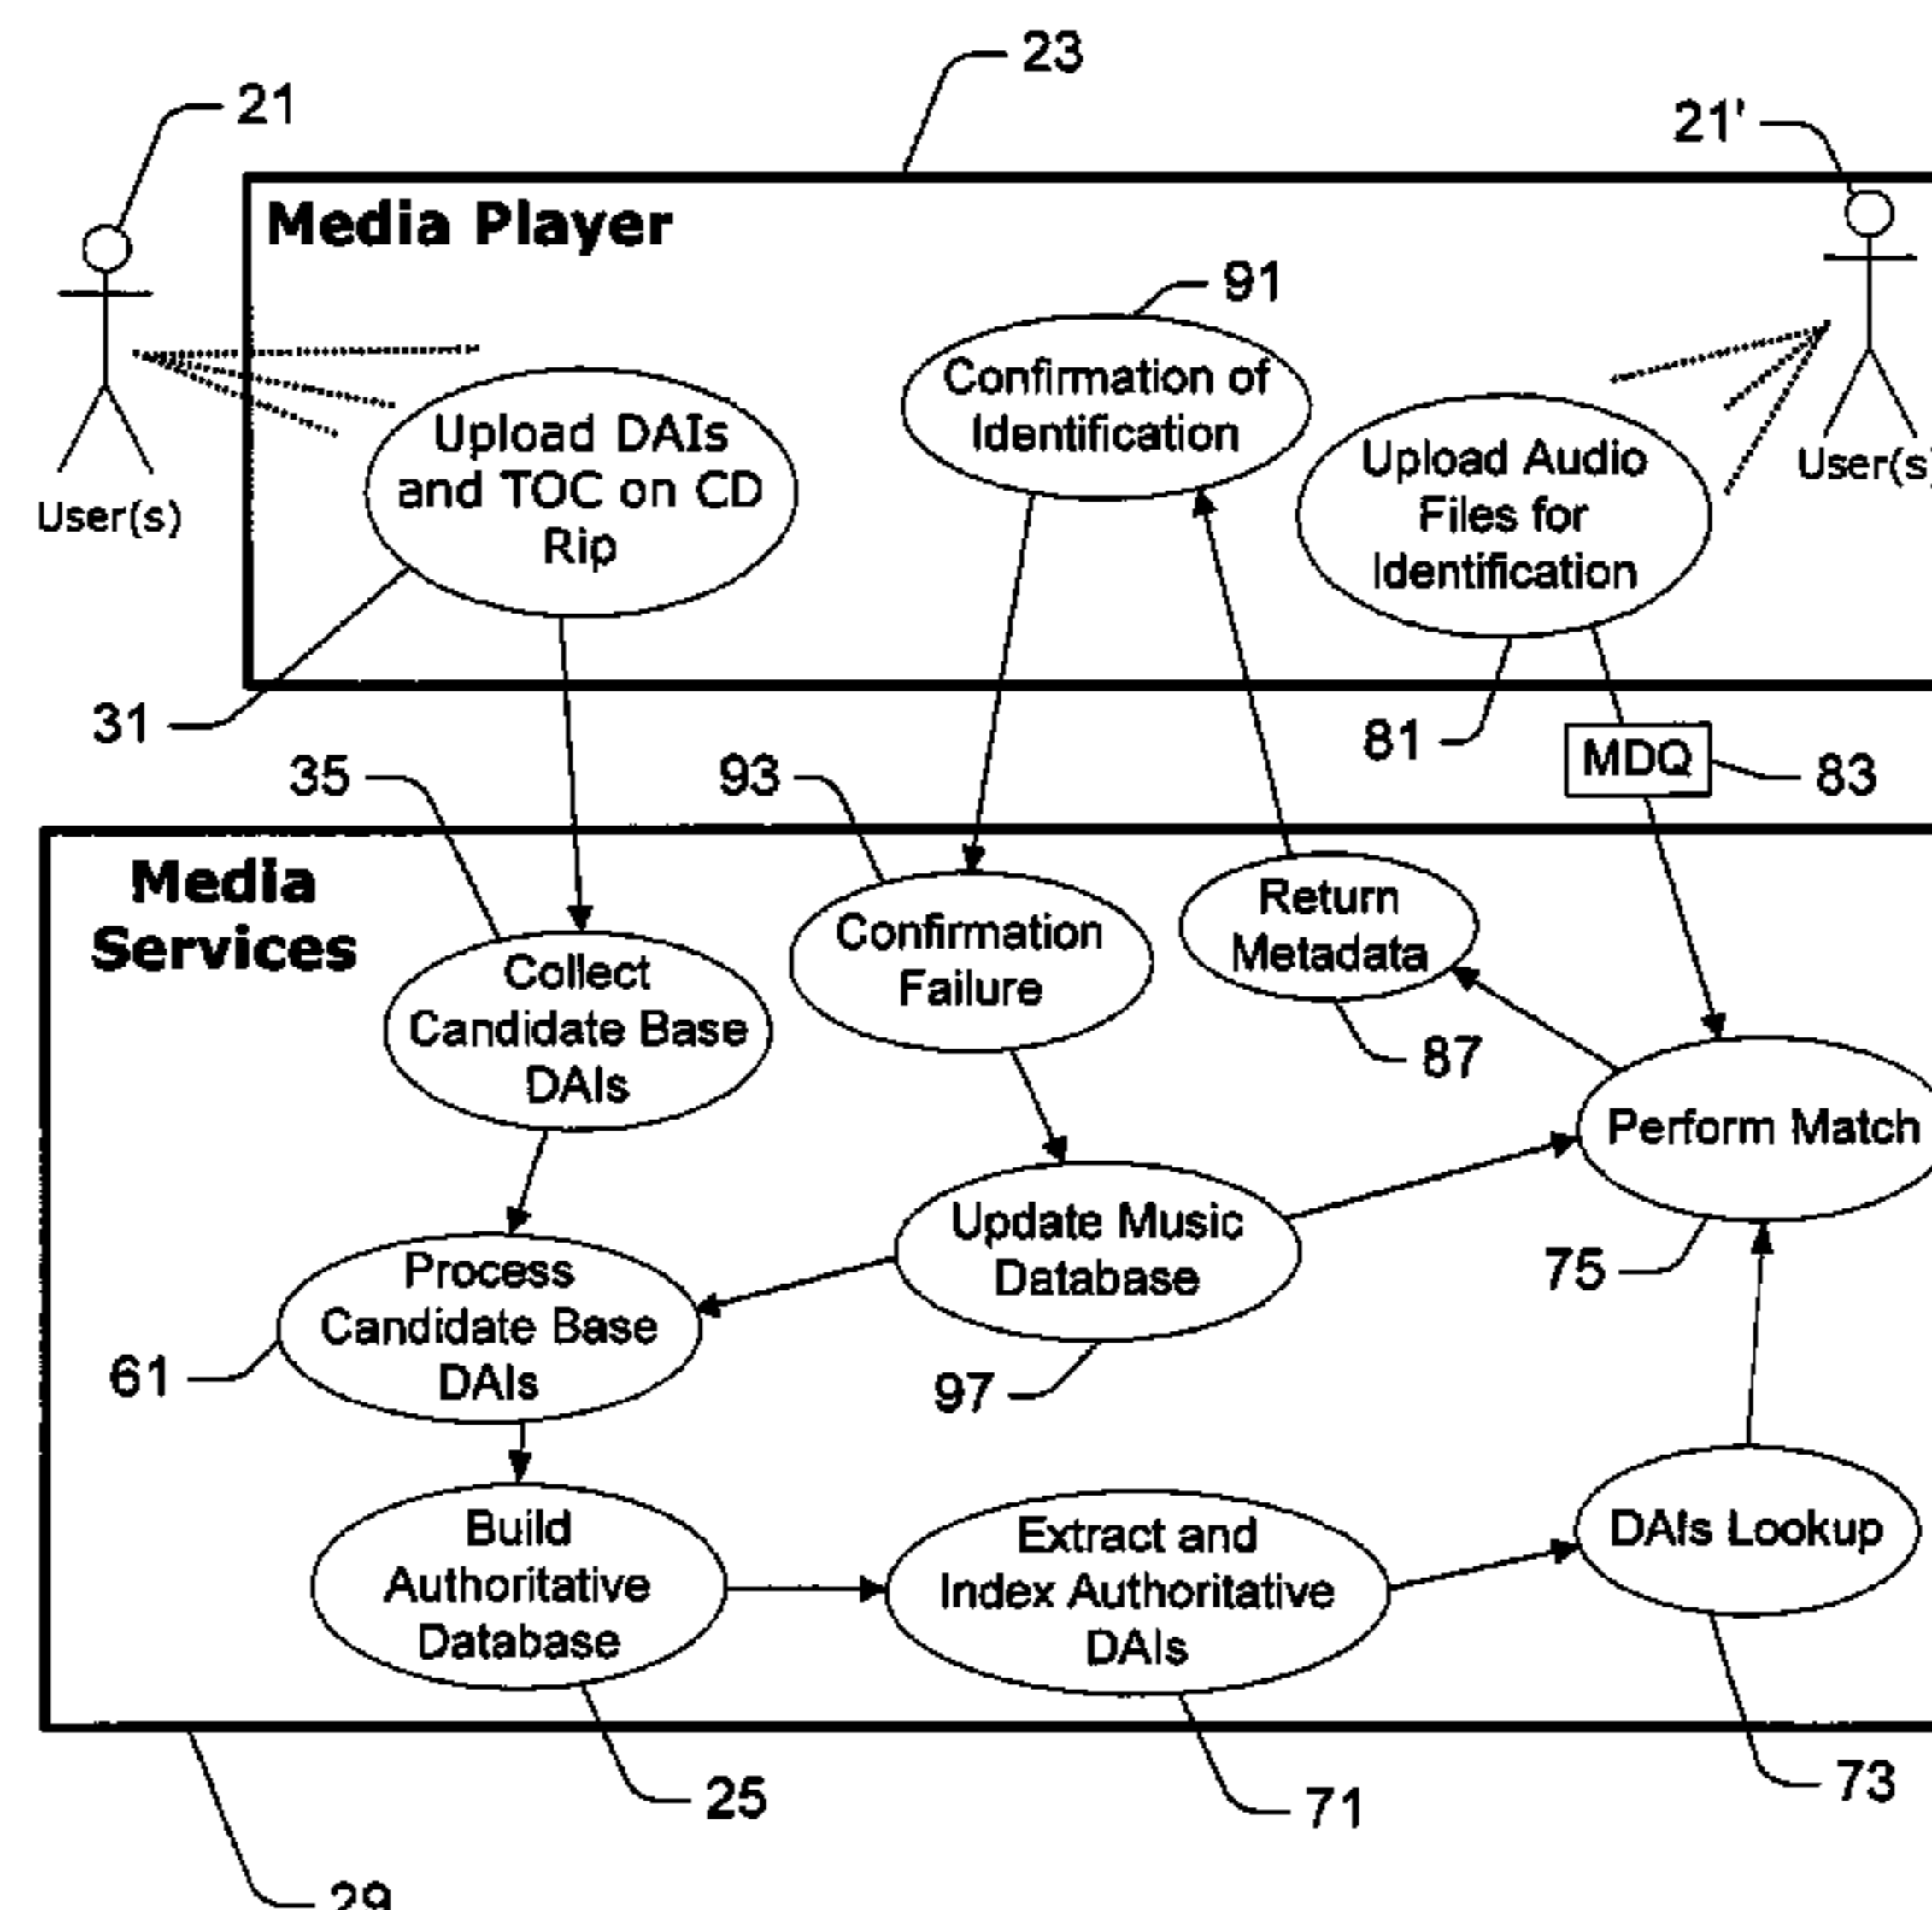 23
21
21'
Media Player
91
Confirmation of
Identification
Upload DAIs
and TOC on CD
Rip
Upload Audio
Files for
Identification
User(s)
User(s
31
81
MDQ
83
35
93
Media
Services
Return
Metadata
Confirmation
Failure
Collect
Candidate Base
DAIs
87
Perform Match
Update Music
Database
75
Process
Candidate Base
DAIs
61
97
Build
Authoritative
Database
Extract and
Index Authoritative
DAIs
DAIs Lookup
25
71
73
29